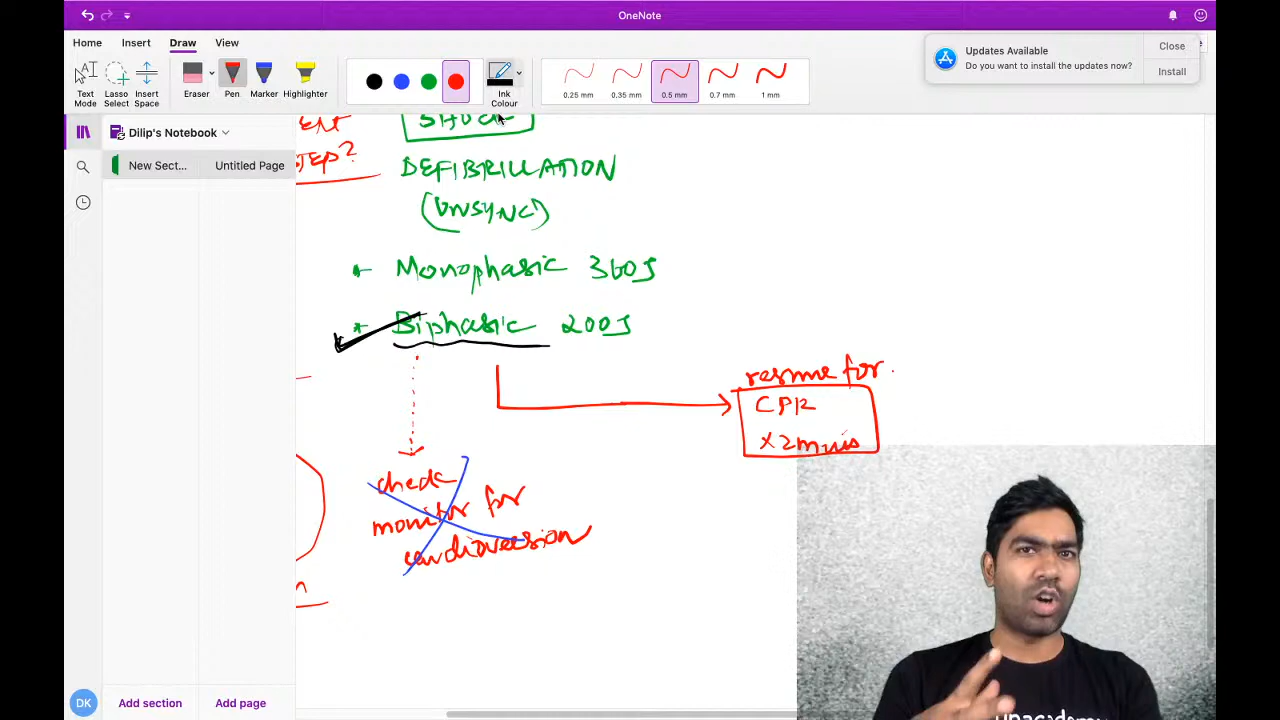 OneNote
Home Insert Draw View
Updates Available
Do you want to install the updates now?
Close
Install
Text Mode
Lasso Select
Insert Space
Eraser
Pen
Marker
Highlighter
Ink Colour
0.25 mm
0.35 mm
0.5 mm
0.7 mm
1 mm
Dilip's Notebook
New Sect...
Untitled Page
SHOCK
STEP?
DEFIBRILLATION
(UNSYNC)
* Monophasic 360J
* Biphasic 200J
resume for
CPR
x2mins
check
monitor for
cardioversion
DK
Add section
Add page
unacademy